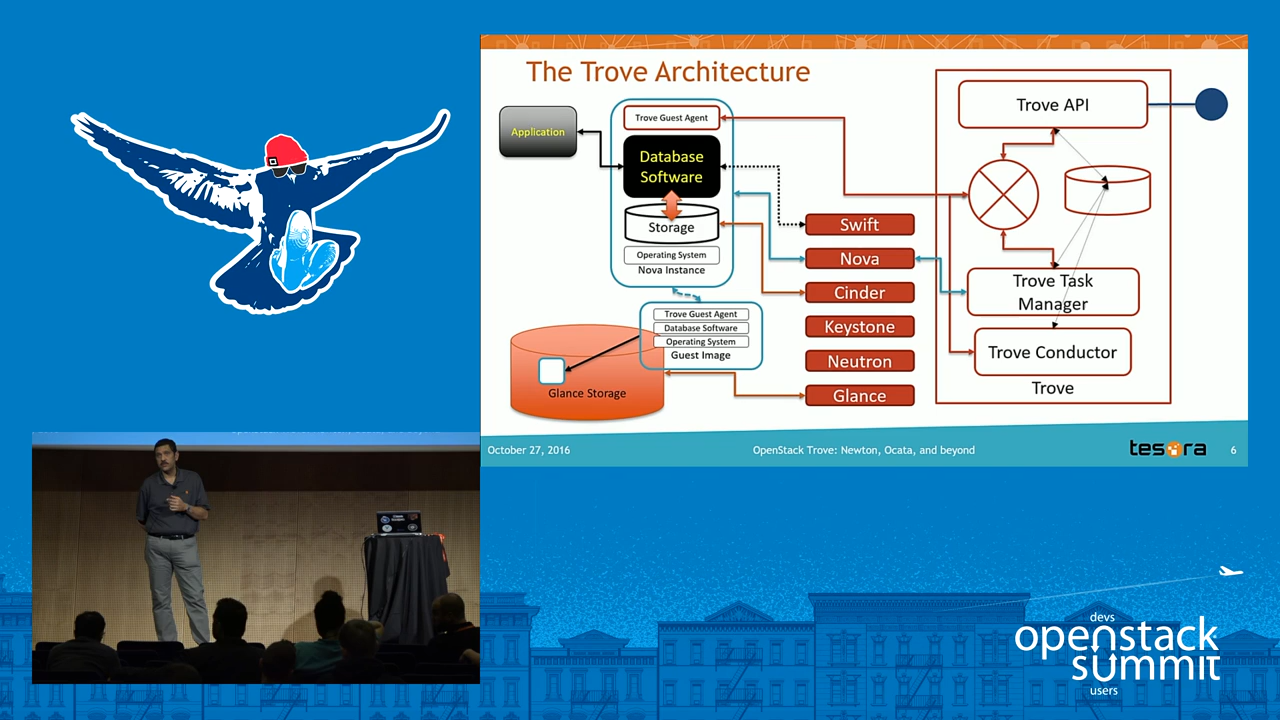 The Trove Architecture
Application
Trove Guest Agent
Database
Software
Storage
Operating System
Nova Instance
Trove Guest Agent
Database Software
Operating System
Guest Image
Glance Storage
Swift
Nova
Cinder
Keystone
Neutron
Glance
Trove API
Trove Task
Manager
Trove Conductor
Trove
October 27, 2016
OpenStack Trove: Newton, Ocata, and beyond
tesora
6
devs
openstack
summit
users